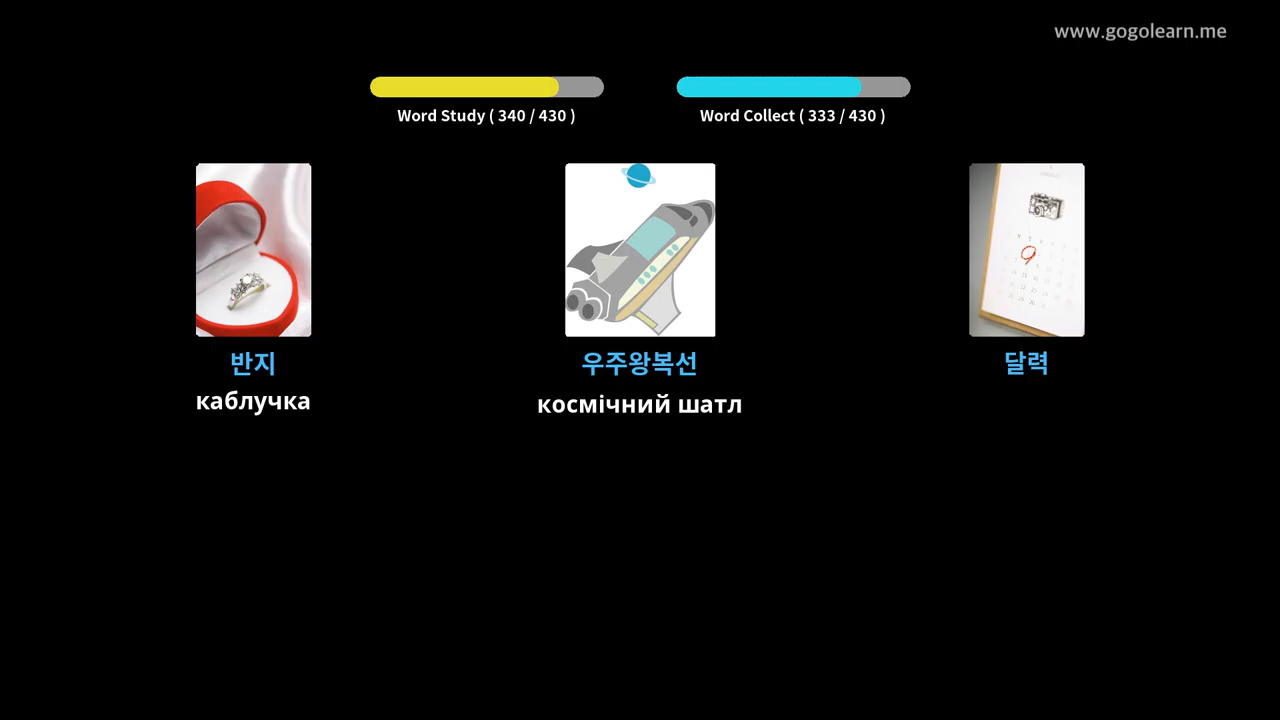 www.gogolearn.me
Word Study ( 340 / 430 )
Word Collect ( 333 / 430 )
반지
우주왕복선
달력
каблучка
космічний шатл